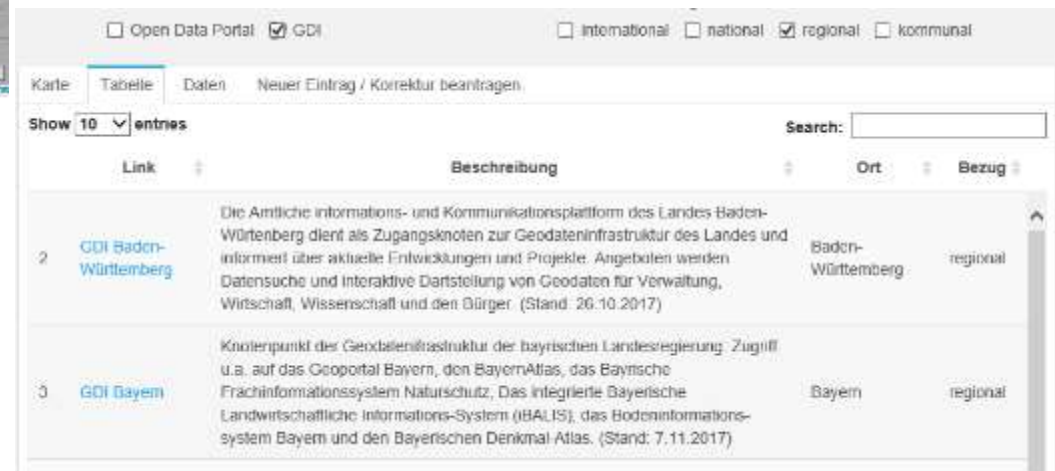 Open Data Portal GDI international national regional kommunal
Karte Tabelle Daten Neuer Eintrag / Korrektur beantragen
Show 10 entries Search:
Link Beschreibung Ort Bezug
2 GDI Baden-Württemberg
Die Amtliche Informations- und Kommunikationsplattform des Landes Baden-
Würtenberg dient als Zugangsknoten zur Geodateninfrastruktur des Landes und
informiert über aktuelle Entwicklungen und Projekte. Angeboten werden
Datensuche und interaktive Dartstellung von Geodaten für Verwaltung,
Wirtschaft, Wissenschaft und den Bürger. (Stand: 26.10.2017)
Baden-
Württemberg
regional
3 GDI Bayern
Knotenpunkt der Geodatenifrastruktur der bayrischen Landesregierung. Zugriff
u.a. auf das Geoportal Bayern, den BayernAtlas, das Bayrische
Frachinformationssystem Naturschutz, Das integrierte Bayerische
Landwirtschaftliche Informations-System (iBALIS), das Bodeninformations-
system Bayern und den Bayerischen Denkmal-Atlas. (Stand: 7.11.2017)
Bayern
regional